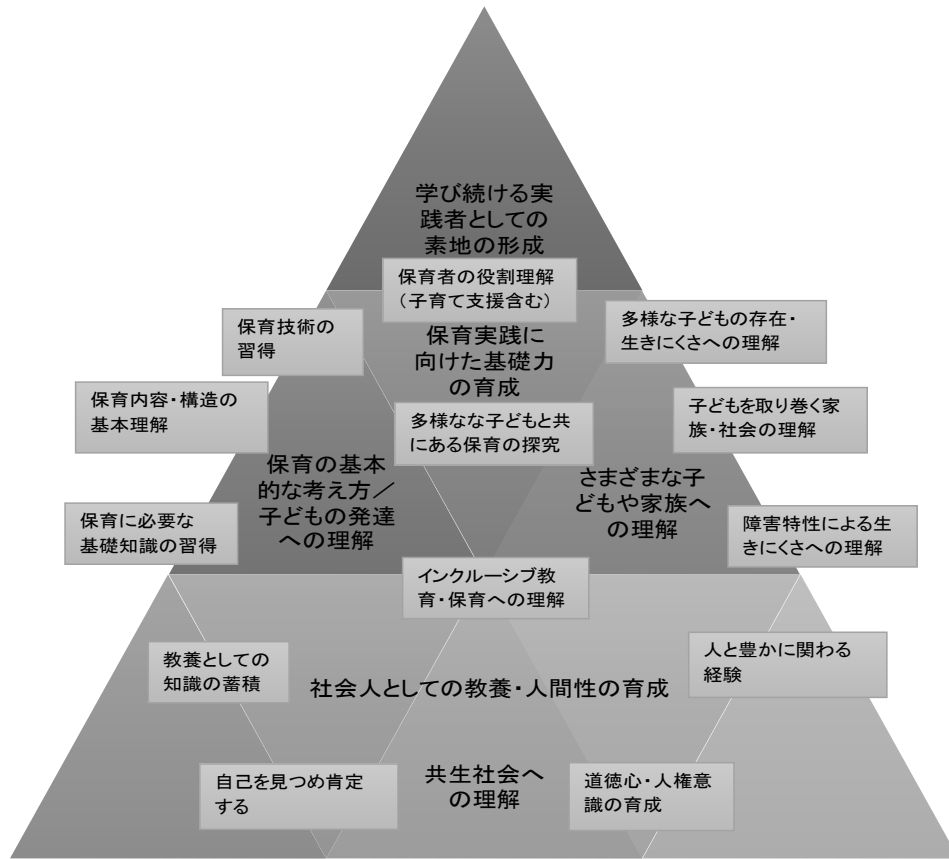 学び続ける実
践者としての
素地の形成
保育者の役割理解
（子育て支援含む）
保育技術の
習得
保育実践に
向けた基礎力
の育成
多様な子どもの存在・
生きにくさへの理解
保育内容・構造の
基本理解
多様なな子どもと共
にある保育の探究
子どもを取り巻く家
族・社会の理解
保育の基本
的な考え方／
子どもの発達
への理解
さまざまな子
どもや家族へ
の理解
保育に必要な
基礎知識の習得
障害特性による生
きにくさへの理解
インクルーシブ教
育・保育への理解
教養としての
知識の蓄積
社会人としての教養・人間性の育成
人と豊かに関わる
経験
自己を見つめ肯定
する
共生社会へ
の理解
道徳心・人権意
識の育成